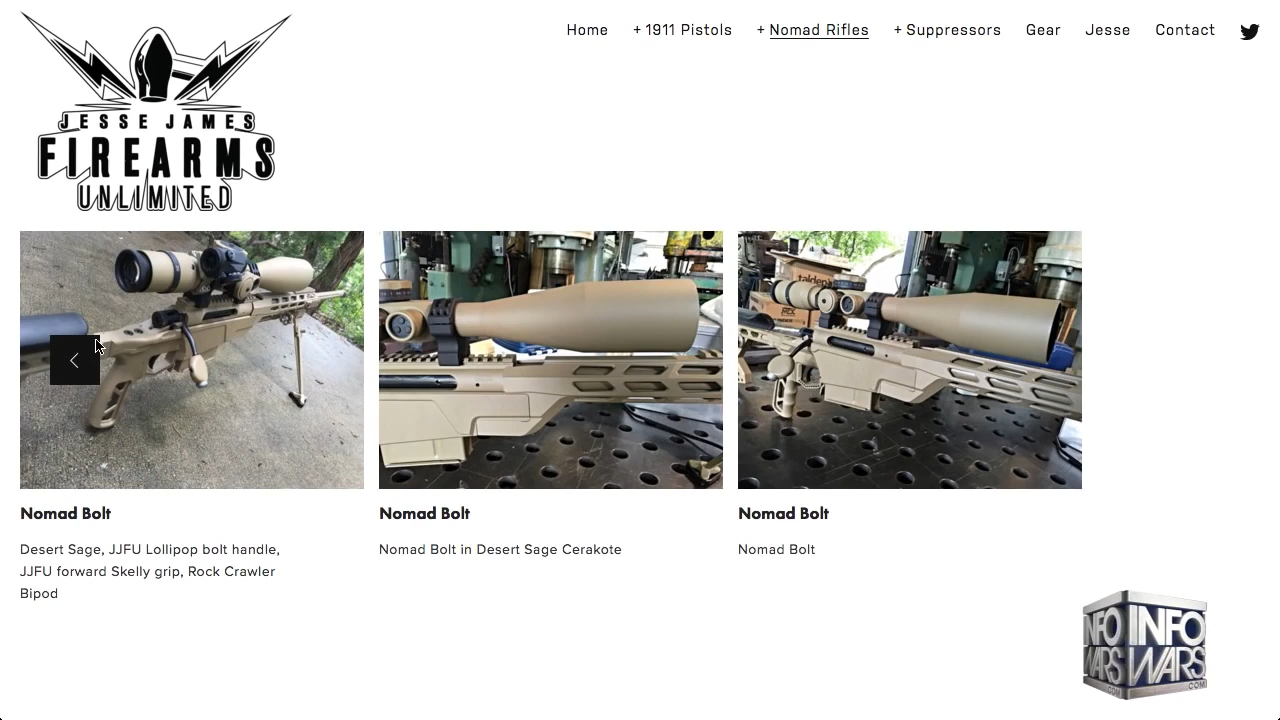 Home + 1911 Pistols + Nomad Rifles + Suppressors Gear Jesse Contact
JESSE JAMES
FIREARMS
UNLIMITED
Nomad Bolt
Desert Sage, JJFU Lollipop bolt handle,
JJFU forward Skelly grip, Rock Crawler
Bipod
Nomad Bolt
Nomad Bolt in Desert Sage Cerakote
Nomad Bolt
Nomad Bolt
INFO
WARS
.COM
INFO
WARS
.COM